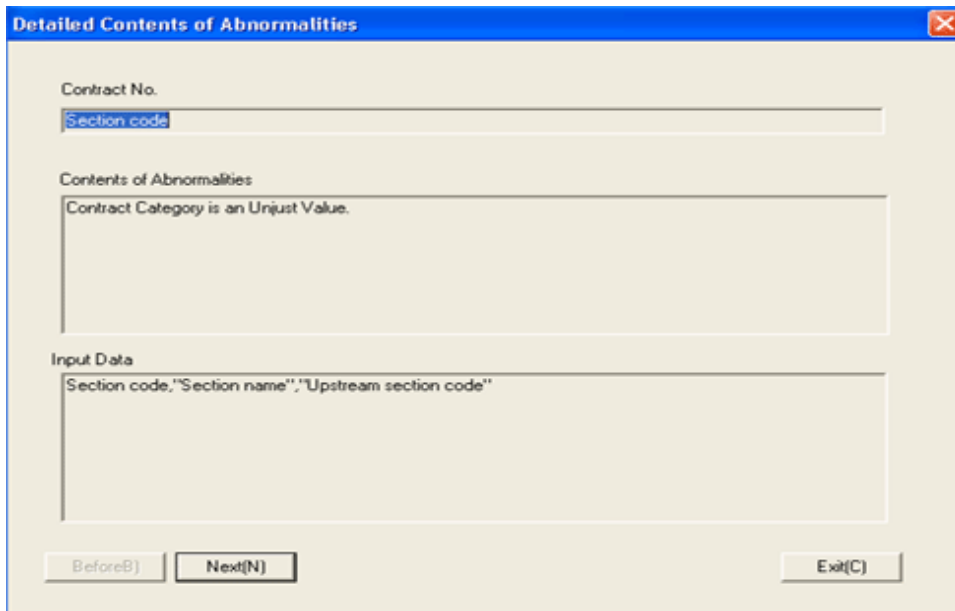 Detailed Contents of Abnormalities
Contract No.
Section code
Contents of Abnormalities
Contract Category is an Unjust Value.
Input Data
Section code,"Section name","Upstream section code"
BeforeB) Next(N) Exit(C)